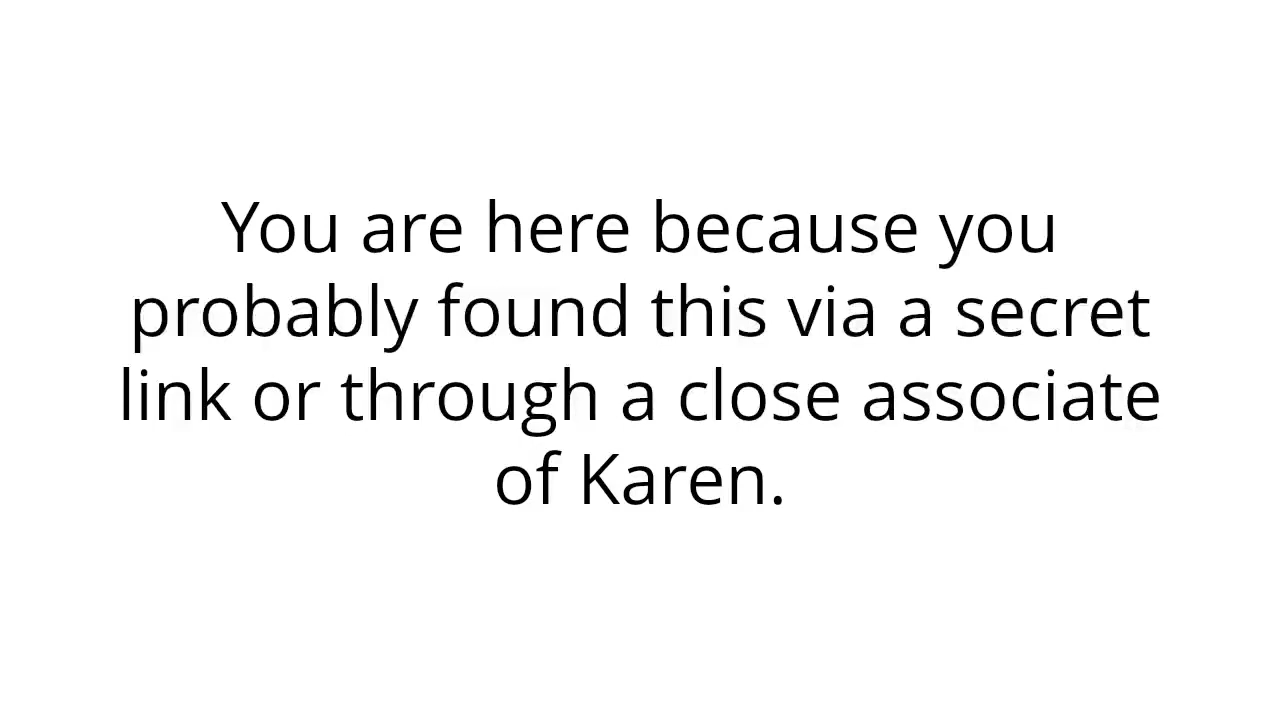 You are here because you
probably found this via a secret
link or through a close associate
of Karen.